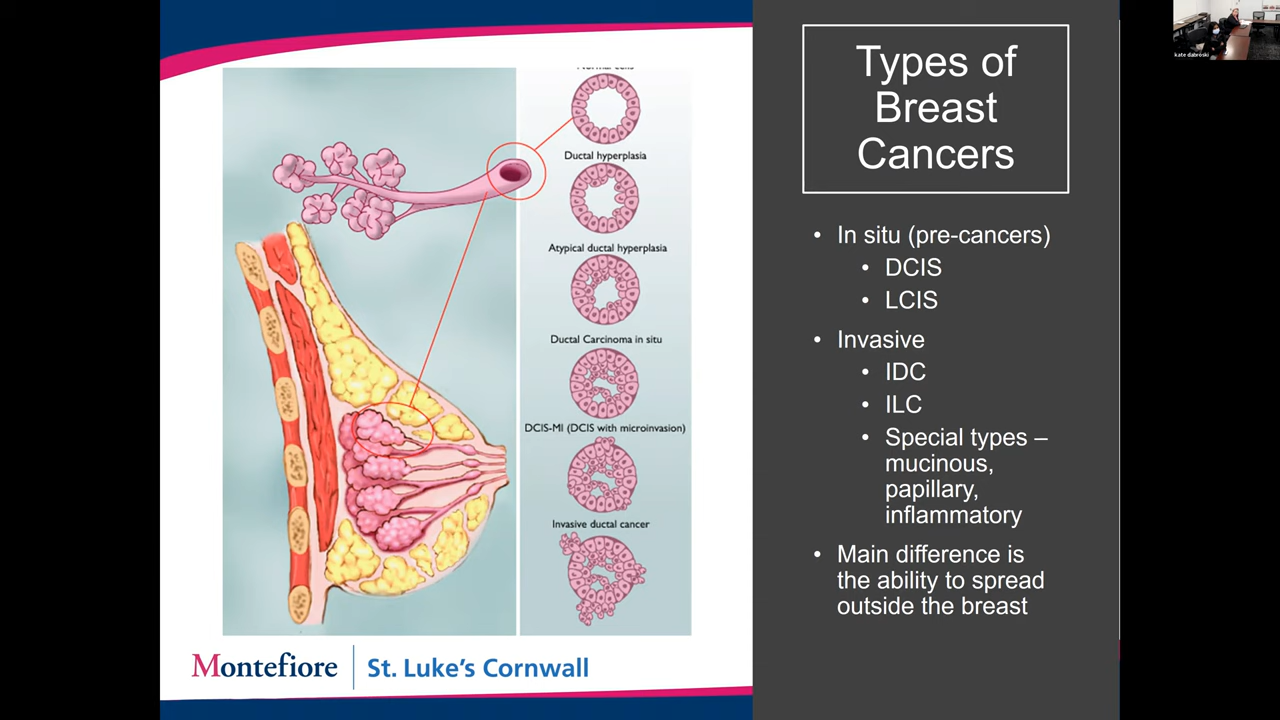 Types of
Breast
Cancers
• In situ (pre-cancers)
• DCIS
• LCIS
• Invasive
• IDC
• ILC
• Special types –
mucinous,
papillary,
inflammatory
• Main difference is
the ability to spread
outside the breast
Ductal hyperplasia
Atypical ductal hyperplasia
Ductal Carcinoma in situ
DCIS-MI (DCIS with microinvasion)
Invasive ductal cancer
Montefiore
St. Luke's Cornwall
kate dabroski